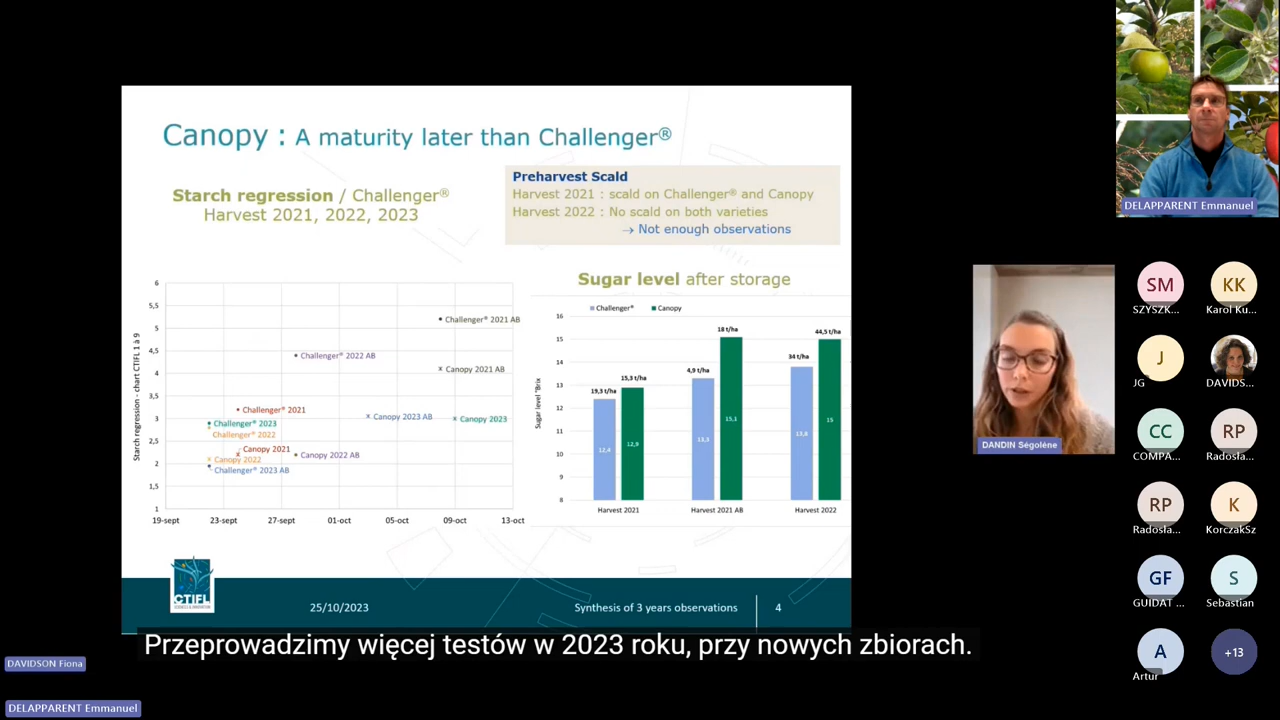 Canopy : A maturity later than Challenger®
Starch regression / Challenger®
Harvest 2021, 2022, 2023
Preharvest Scald
Harvest 2021 : scald on Challenger® and Canopy
Harvest 2022 : No scald on both varieties
→ Not enough observations
Starch regression - chart CTIFL 1 à 9
6
5,5
5
4,5
4
3,5
3
2,5
2
1,5
1
19-sept
23-sept
27-sept
01-oct
05-oct
09-oct
13-oct
Challenger® 2021 AB
Challenger® 2022 AB
Canopy 2021 AB
Challenger® 2021
Canopy 2023 AB
Canopy 2023
Challenger® 2023
Challenger® 2022
Canopy 2021
Canopy 2022 AB
Canopy 2022
Challenger® 2023 AB
Sugar level after storage
Challenger®
Canopy
Sugar level °Brix
16
15
14
13
12
11
10
9
8
19,3 t/ha
15,3 t/ha
4,9 t/ha
18 t/ha
34 t/ha
44,5 t/ha
12,4
12,9
13,3
15,1
13,8
15
Harvest 2021
Harvest 2021 AB
Harvest 2022
CTIFL
25/10/2023
Synthesis of 3 years observations
4
Przeprowadzimy więcej testów w 2023 roku, przy nowych zbiorach.
DAVIDSON Fiona
DELAPPARENT Emmanuel
DELAPPARENT Emmanuel
DANDIN Ségolène
SM
SZYSZK...
KK
Karol Ku...
J
JG
DAVIDS...
CC
COMPA...
RP
Radosła...
RP
Radosła...
K
KorczakSz
GF
GUIDAT ...
S
Sebastian
A
Artur
+13